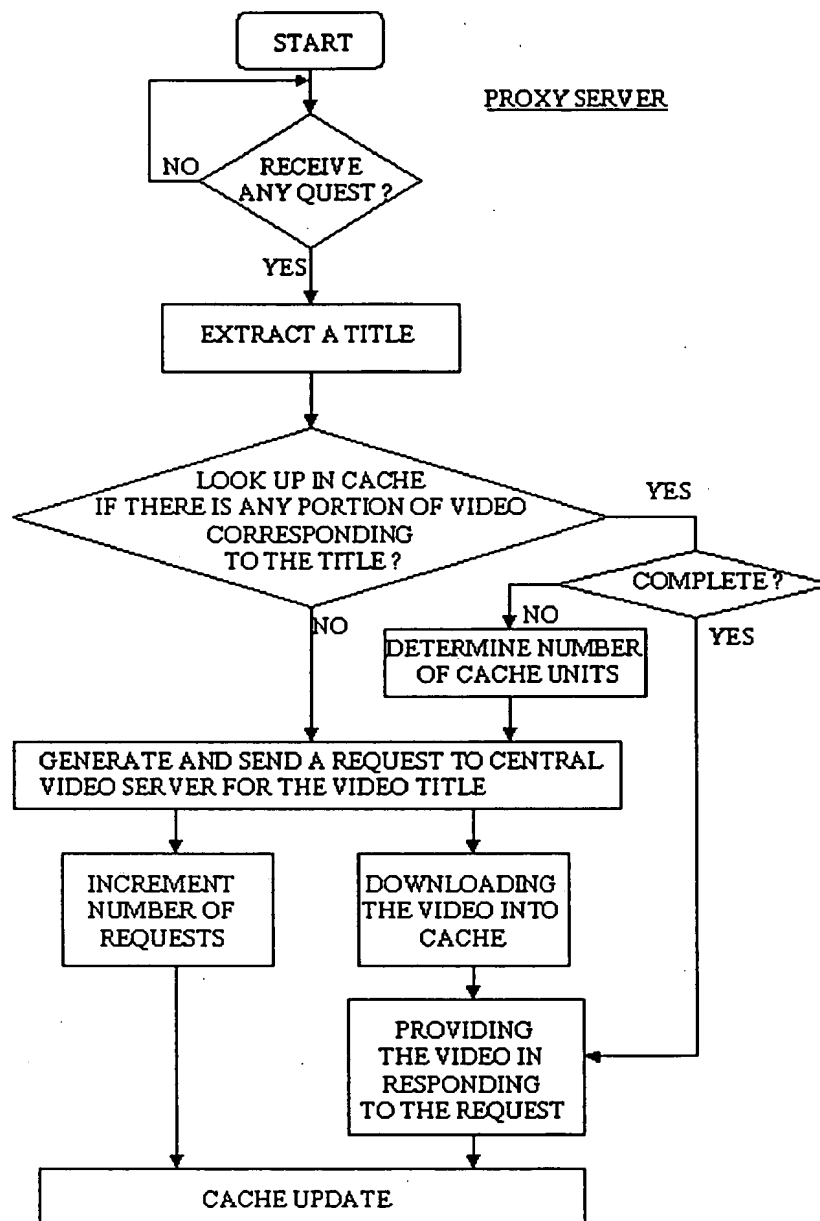 START
PROXY SERVER
NO
RECEIVE
ANY QUEST ?
YES
EXTRACT A TITLE
LOOK UP IN CACHE
IF THERE IS ANY PORTION OF VIDEO
CORRESPONDING
TO THE TITLE ?
YES
COMPLETE ?
NO
NO
YES
DETERMINE NUMBER
OF CACHE UNITS
GENERATE AND SEND A REQUEST TO CENTRAL
VIDEO SERVER FOR THE VIDEO TITLE
INCREMENT
NUMBER OF
REQUESTS
DOWNLOADING
THE VIDEO INTO
CACHE
PROVIDING
THE VIDEO IN
RESPONDING
TO THE REQUEST
CACHE UPDATE